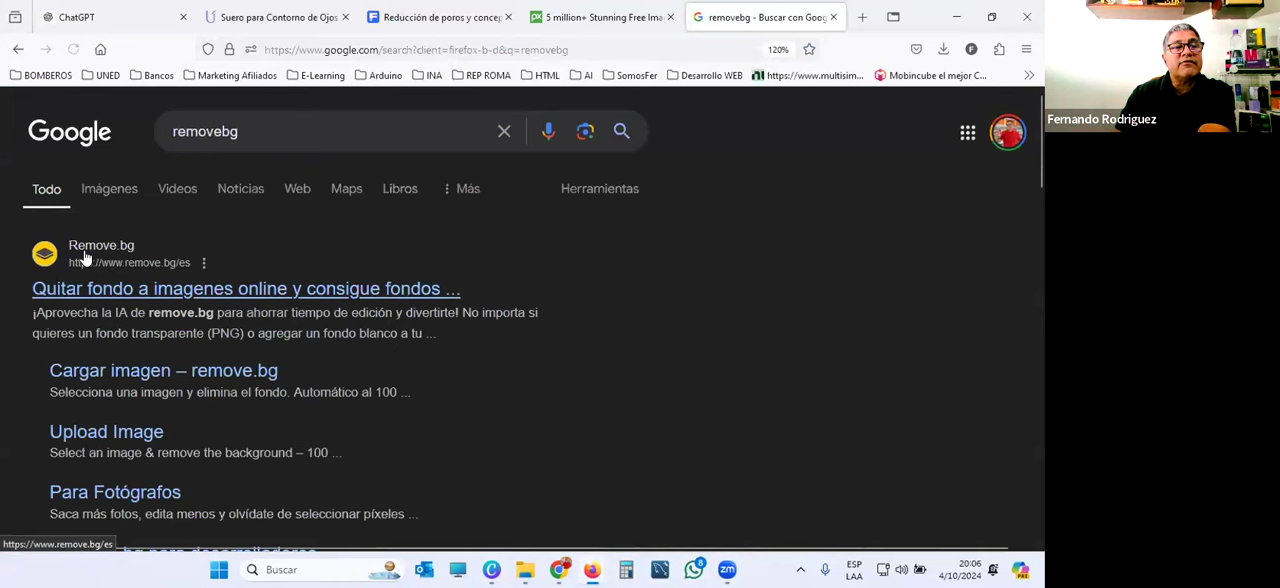 ChatGPT
Suero para Contorno de Ojos
Reducción de poros y concep
5 million+ Stunning Free Ima
removebg - Buscar con Goog
https://www.google.com/search?client=firefox-b-d&q=removebg
120%
BOMBEROS
UNED
Bancos
Marketing Afiliados
E-Learning
Arduino
INA
REP ROMA
HTML
AI
SomosFer
Desarrollo WEB
https://www.multisim...
Mobincube el mejor C...
Fernando Rodriguez
Google
removebg
Todo
Imágenes
Videos
Noticias
Web
Maps
Libros
Más
Herramientas
Remove.bg
https://www.remove.bg/es
Quitar fondo a imagenes online y consigue fondos ...
¡Aprovecha la IA de remove.bg para ahorrar tiempo de edición y divertirte! No importa si
quieres un fondo transparente (PNG) o agregar un fondo blanco a tu ...
Cargar imagen – remove.bg
Selecciona una imagen y elimina el fondo. Automático al 100 ...
Upload Image
Select an image & remove the background – 100 ...
Para Fotógrafos
Saca más fotos, edita menos y olvídate de seleccionar píxeles ...
https://www.remove.bg/es
Buscar
8
zm
ESP
LAA
20:06
4/10/2024